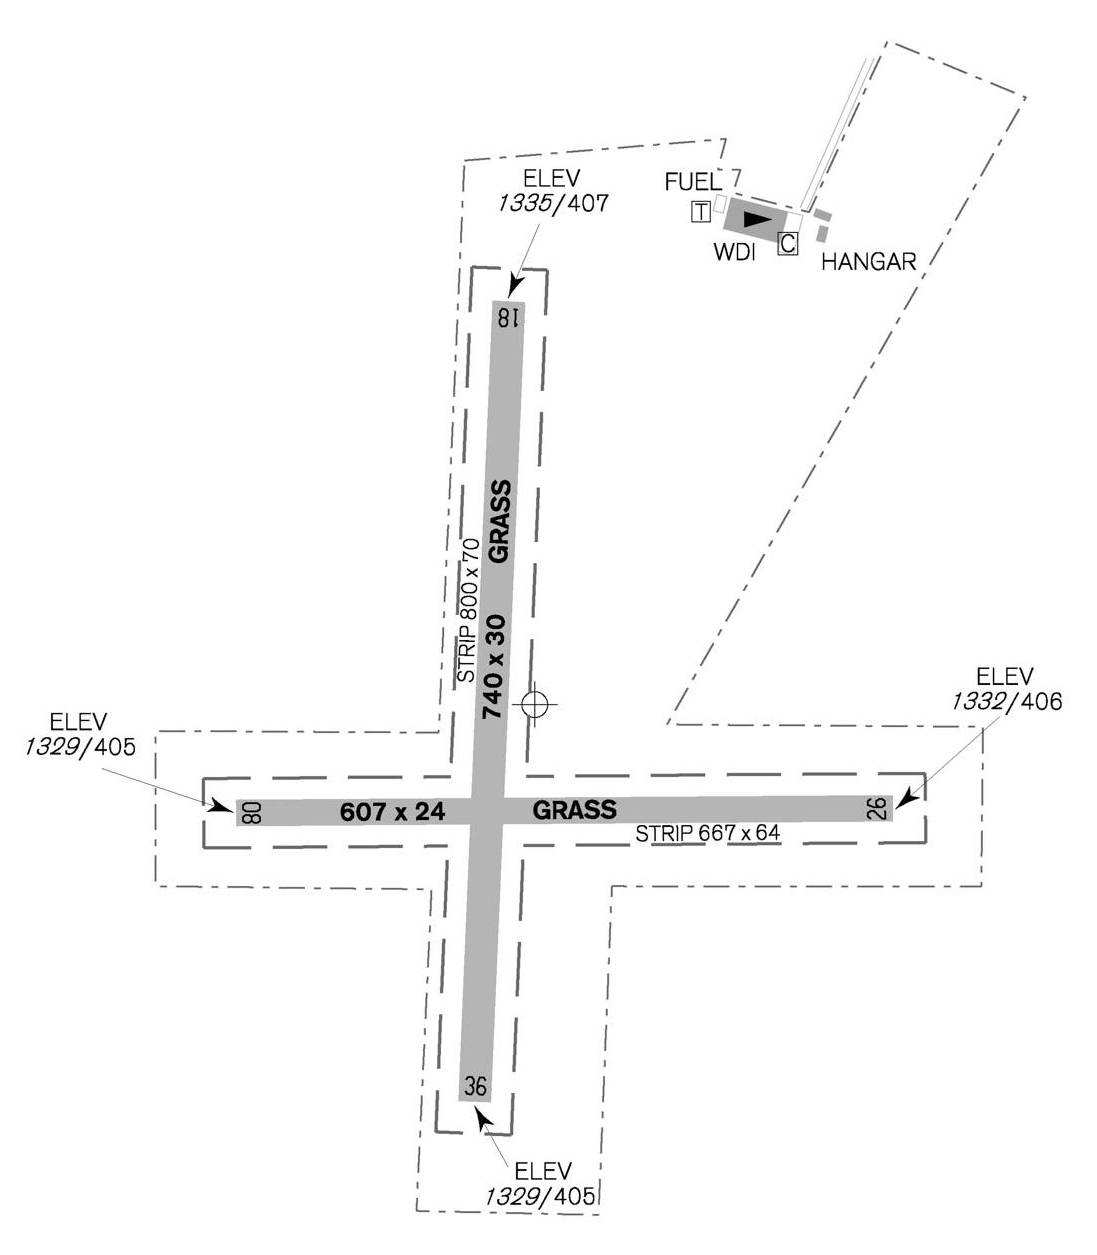 ELEV
1335/407
FUEL
T
WDI
C
HANGAR
18
GRASS
STRIP 800 x 70
740 x 30
ELEV
1332/406
ELEV
1329/405
08
607 x 24
GRASS
26
STRIP 667 x 64
36
ELEV
1329/405